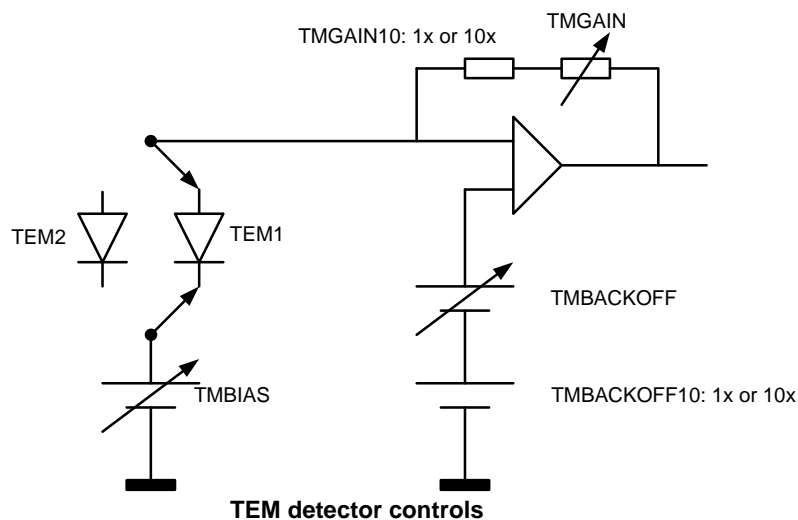 TMGAIN
TMGAIN10: 1x or 10x
TEM2
TEM1
TMBACKOFF
TMBIAS
TMBACKOFF10: 1x or 10x
TEM detector controls